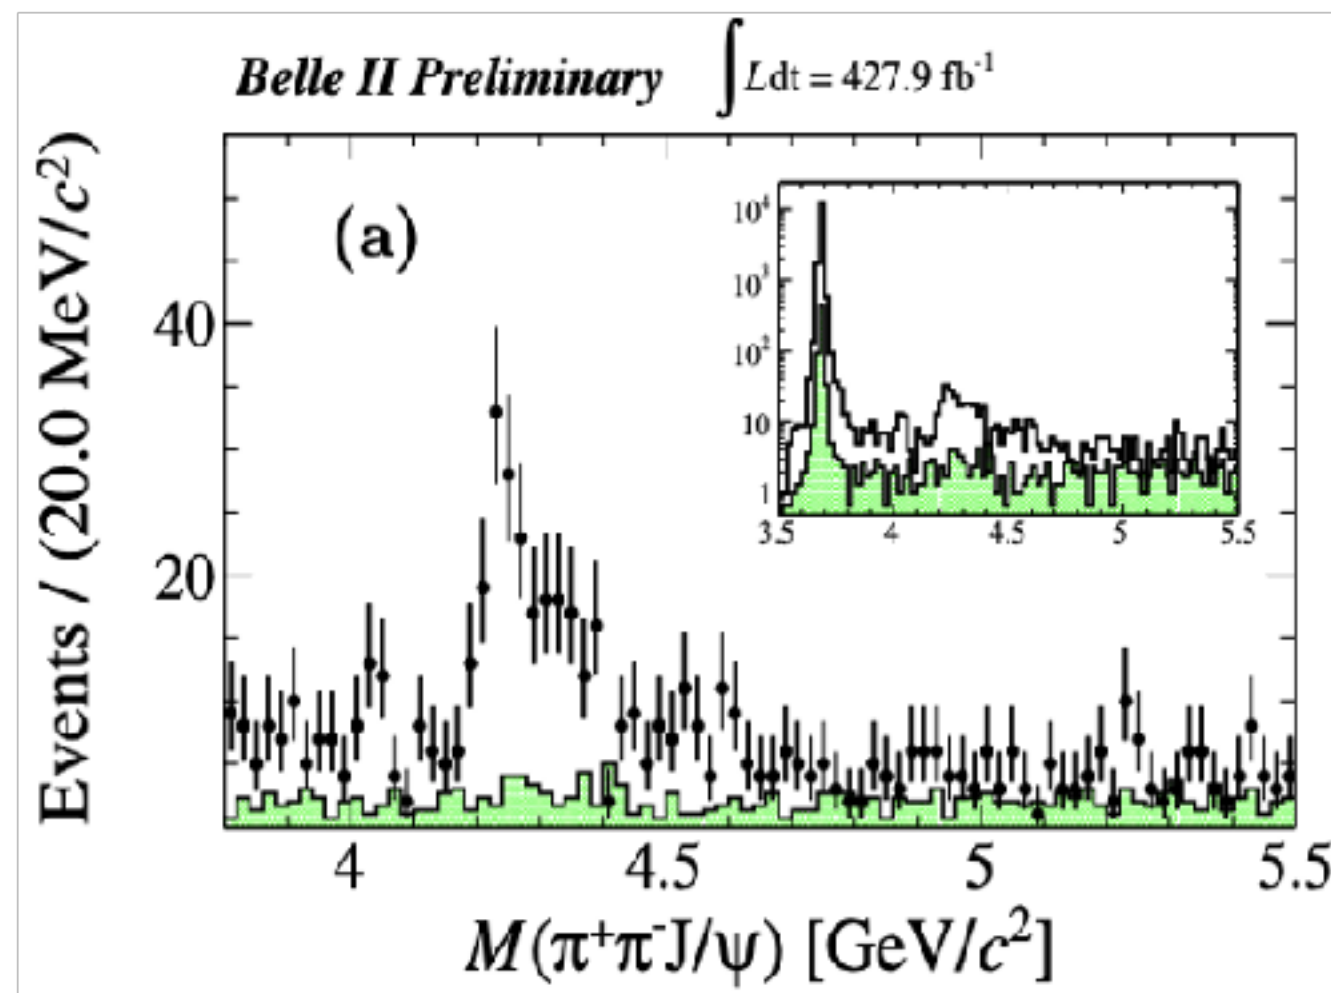 Belle II Preliminary ∫Ldt = 427.9 fb⁻¹
Events / (20.0 MeV/c²)
(a)
40
20
4 4.5 5 5.5
M(π⁺π⁻J/ψ) [GeV/c²]
10⁴
10³
10²
10
1
3.5 4 4.5 5 5.5